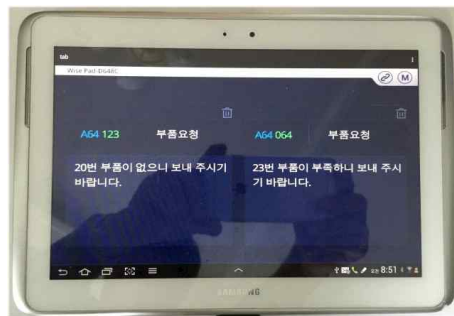 tab
Wise Pad-D64RC
M
A64 123 부품요청
20번 부품이 없으니 보내 주시기
바랍니다.
A64 064 부품요청
23번 부품이 부족하니 보내 주시
기 바랍니다.
오전 8:51
SAMSUNG